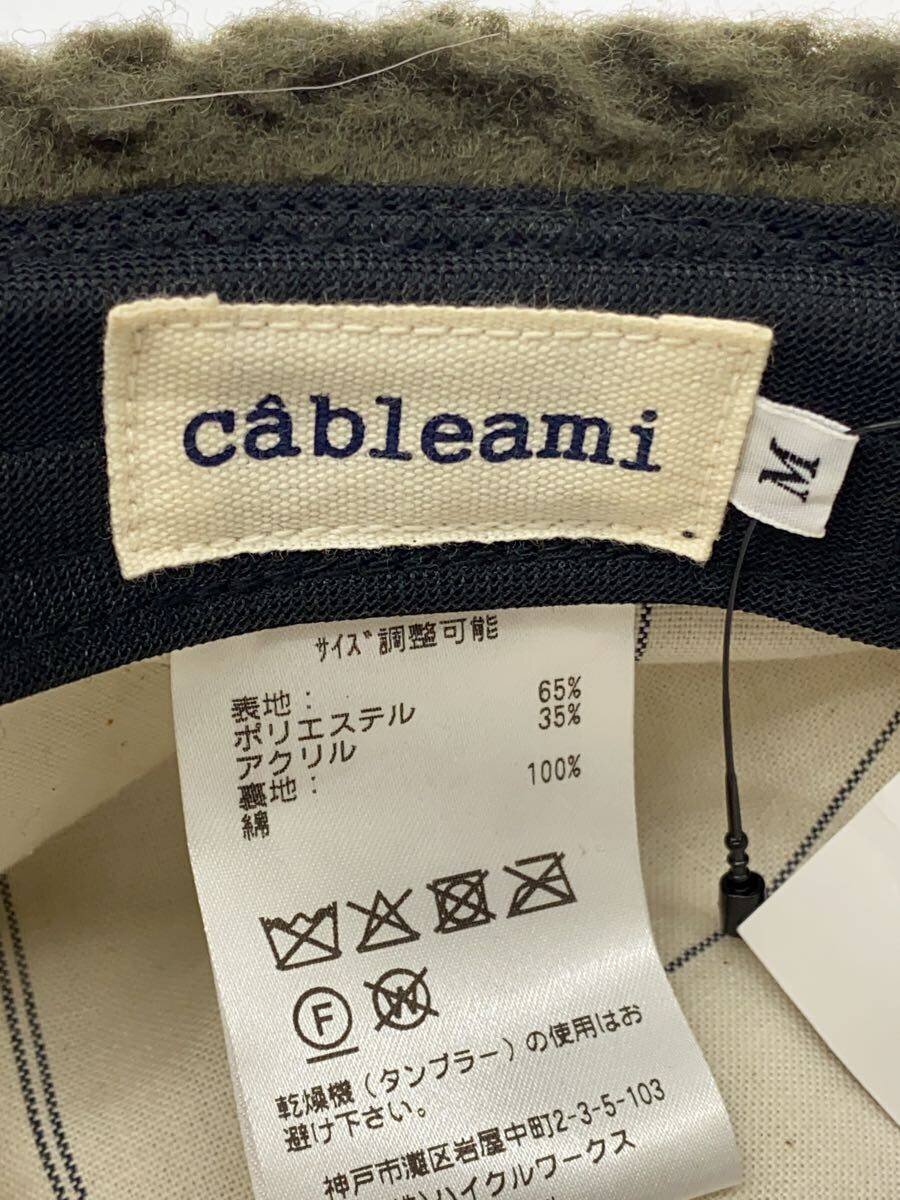 câbleami
M
サイズ調整可能
表地：
ポリエステル 65%
アクリル 35%
裏地：
綿 100%
F
W
乾燥機（タンブラー）の使用はお
避け下さい。
神戸市灘区岩屋中町2-3-5-103
ハイクルワークス